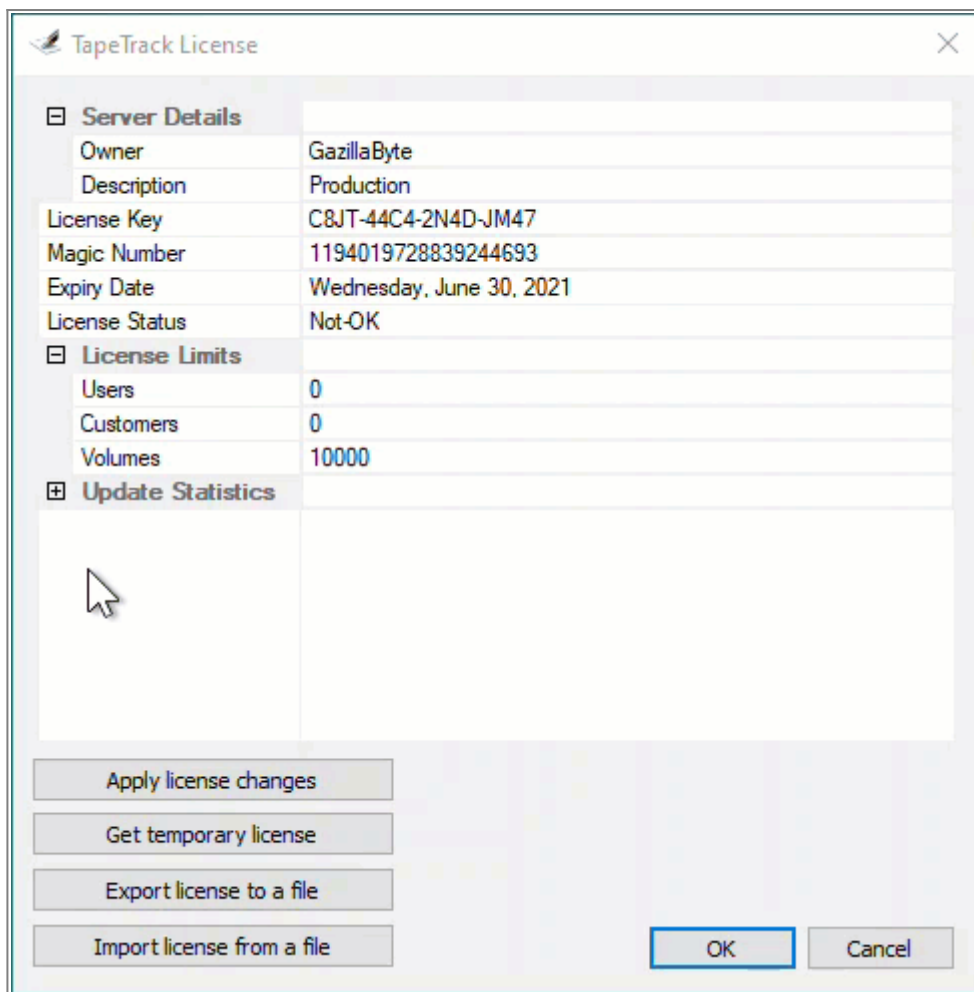 TapeTrack License
Server Details
Owner GazillaByte
Description Production
License Key C8JT-44C4-2N4D-JM47
Magic Number 1194019728839244693
Expiry Date Wednesday, June 30, 2021
License Status Not-OK
License Limits
Users 0
Customers 0
Volumes 10000
Update Statistics
Apply license changes
Get temporary license
Export license to a file
Import license from a file
OK Cancel